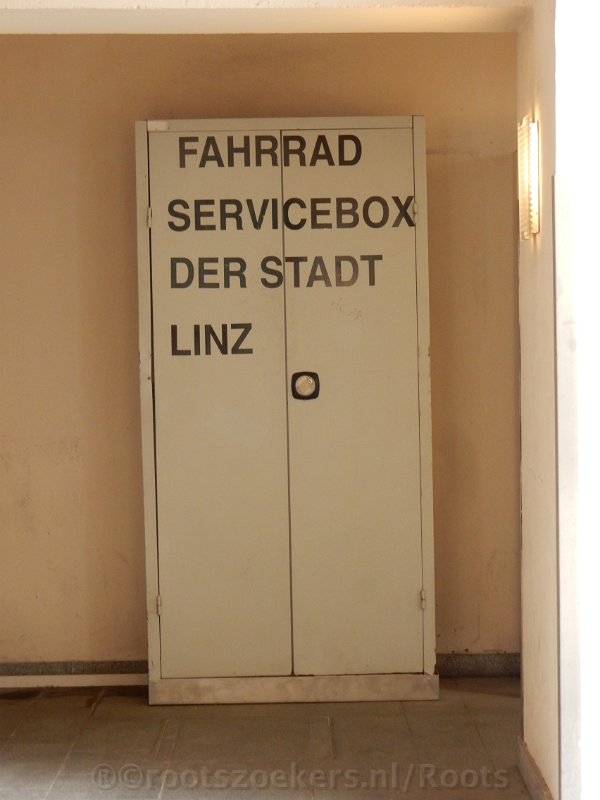 FAHRRAD
SERVICEBOX
DER STADT
LINZ
®©rootszoekers.nl/Roots